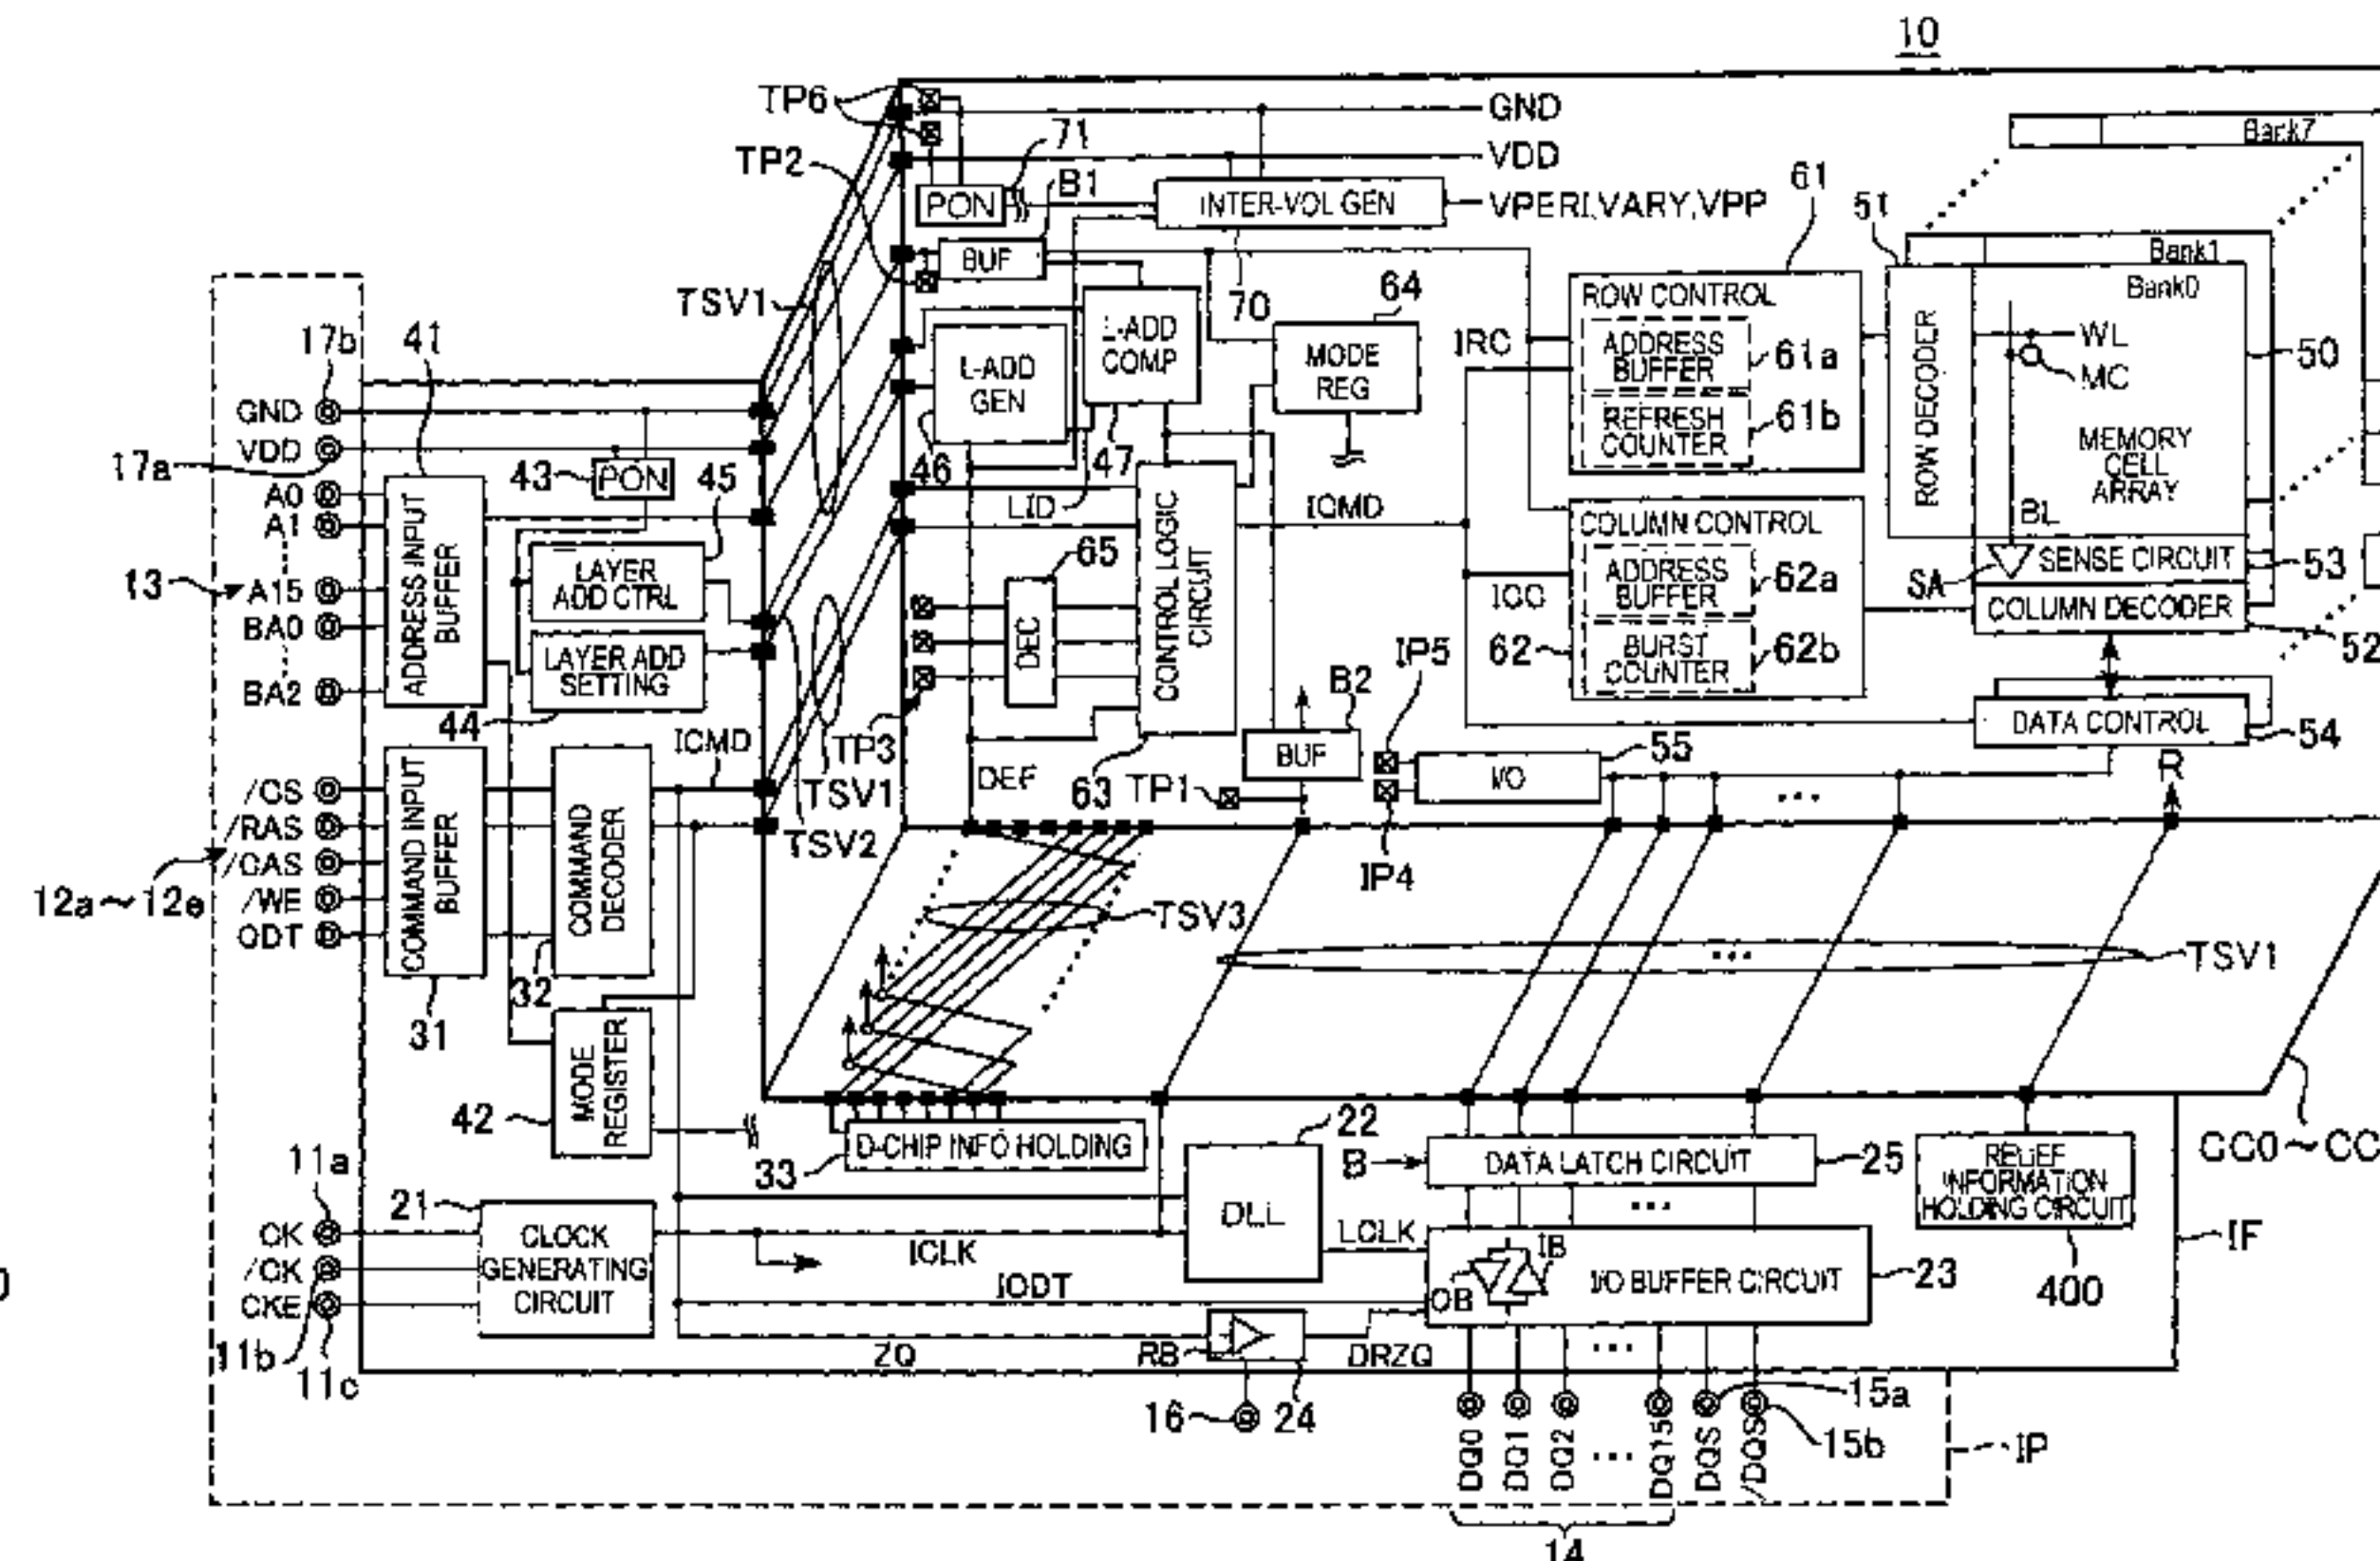 10
TP6
GND
Bank7
71
TP2
VDD
B1
61
PON
INTER-VOL GEN
VPERI,VARY,VPP
51
BUF
Bank1
TSV1
64
ROW CONTROL
Bank0
70
17b
41
L-ADD
COMP
IRC
ADDRESS
BUFFER
61a
ROW DECODER
WL
50
L-ADD
GEN
MODE
REG
MC
GND
REFRESH
COUNTER
61b
MEMORY
CELL
ARRAY
VDD
17a
43
PON
45
46
47
A0
LID
ICMD
COLUMN CONTROL
BL
A1
65
ADDRESS INPUT
BUFFER
LAYER
ADD CTRL
CONTROL LOGIC
CIRCUIT
ADDRESS
BUFFER
62a
SENSE CIRCUIT
53
13
A15
SA
COLUMN DECODER
BA0
DEC
LAYER ADD
SETTING
IP5
62
BURST
COUNTER
62b
52
BA2
B2
44
ICMD
TP3
DATA CONTROL
54
BUF
55
DEF
I/O
R
/CS
TSV1
63
TP1
...
COMMAND INPUT
BUFFER
COMMAND
DECODER
/RAS
TSV2
/CAS
IP4
12a~12e
/WE
TSV3
ODT
...
TSV1
32
31
MODE
REGISTER
42
22
D-CHIP INFO HOLDING
33
B
DATA LATCH CIRCUIT
25
RELIEF
INFORMATION
HOLDING CIRCUIT
11a
21
...
DLL
CK
CLOCK
GENERATING
CIRCUIT
ICLK
LCLK
IB
IF
/CK
I/O BUFFER CIRCUIT
23
400
IODT
OB
CKE
11b
RB
...
ZQ
DRZQ
11c
15a
16
24
DQ0
DQ1
DQ2
...
DQ15
DQS
/DQS
15b
IP
14